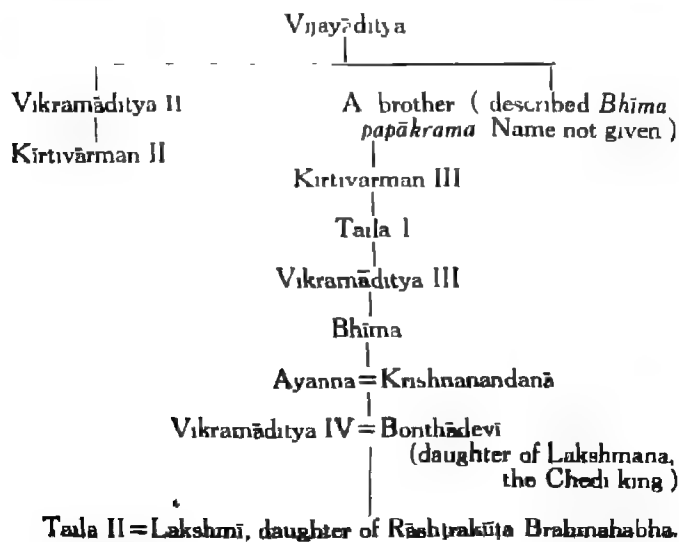 Vijayāditya
Vikramāditya II A brother ( described Bhīma
papākrama Name not given )
Kīrtivārman II
Kirtivarman III
Taila I
Vikramāditya III
Bhīma
Ayanna = Krishnanandanā
Vikramāditya IV = Bonthādevī
(daughter of Lakshmana,
the Chedi king )
Taila II = Lakshmī, daughter of Rāshṭrakūṭa Brahmahabha.